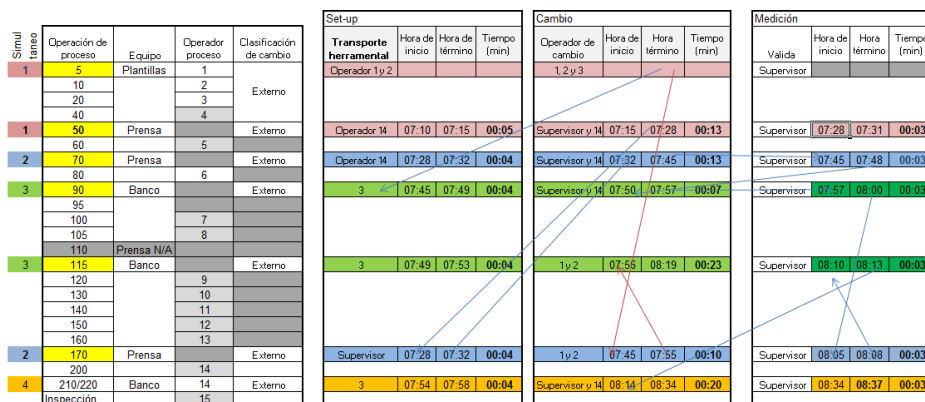 Set-up Cambio Medición
Simul taneo Operación de proceso Equipo Operador proceso Clasificación de cambio Transporte herramental Hora de inicio Hora de término Tiempo (min) Operador de cambio Hora de inicio Hora término Tiempo (min) Valida Hora de inicio Hora término Tiempo (min)
1 5 Plantillas 1 Externo Operador 1 y 2 1, 2 y 3 Supervisor
10 2
20 3
40 4
1 50 Prensa Externo Operador 14 07:10 07:15 00:05 Supervisor y 14 07:15 07:28 00:13 Supervisor 07:28 07:31 00:03
60 5
2 70 Prensa Externo Operador 14 07:28 07:32 00:04 Supervisor y 14 07:32 07:45 00:13 Supervisor 07:45 07:48 00:03
80 6
3 90 Banco Externo 3 07:45 07:49 00:04 Supervisor y 14 07:50 07:57 00:07 Supervisor 07:57 08:00 00:03
95
100 7
105 8
110 Prensa N/A
3 115 Banco Externo 3 07:49 07:53 00:04 1 y 2 07:56 08:19 00:23 Supervisor 08:10 08:13 00:03
120 9
130 10
140 11
150 12
160 13
2 170 Prensa Externo Supervisor 07:28 07:32 00:04 1 y 2 07:45 07:55 00:10 Supervisor 08:05 08:08 00:03
200 14
4 210/220 Banco 14 Externo 3 07:54 07:58 00:04 Supervisor y 14 08:14 08:34 00:20 Supervisor 08:34 08:37 00:03
Inspección 15